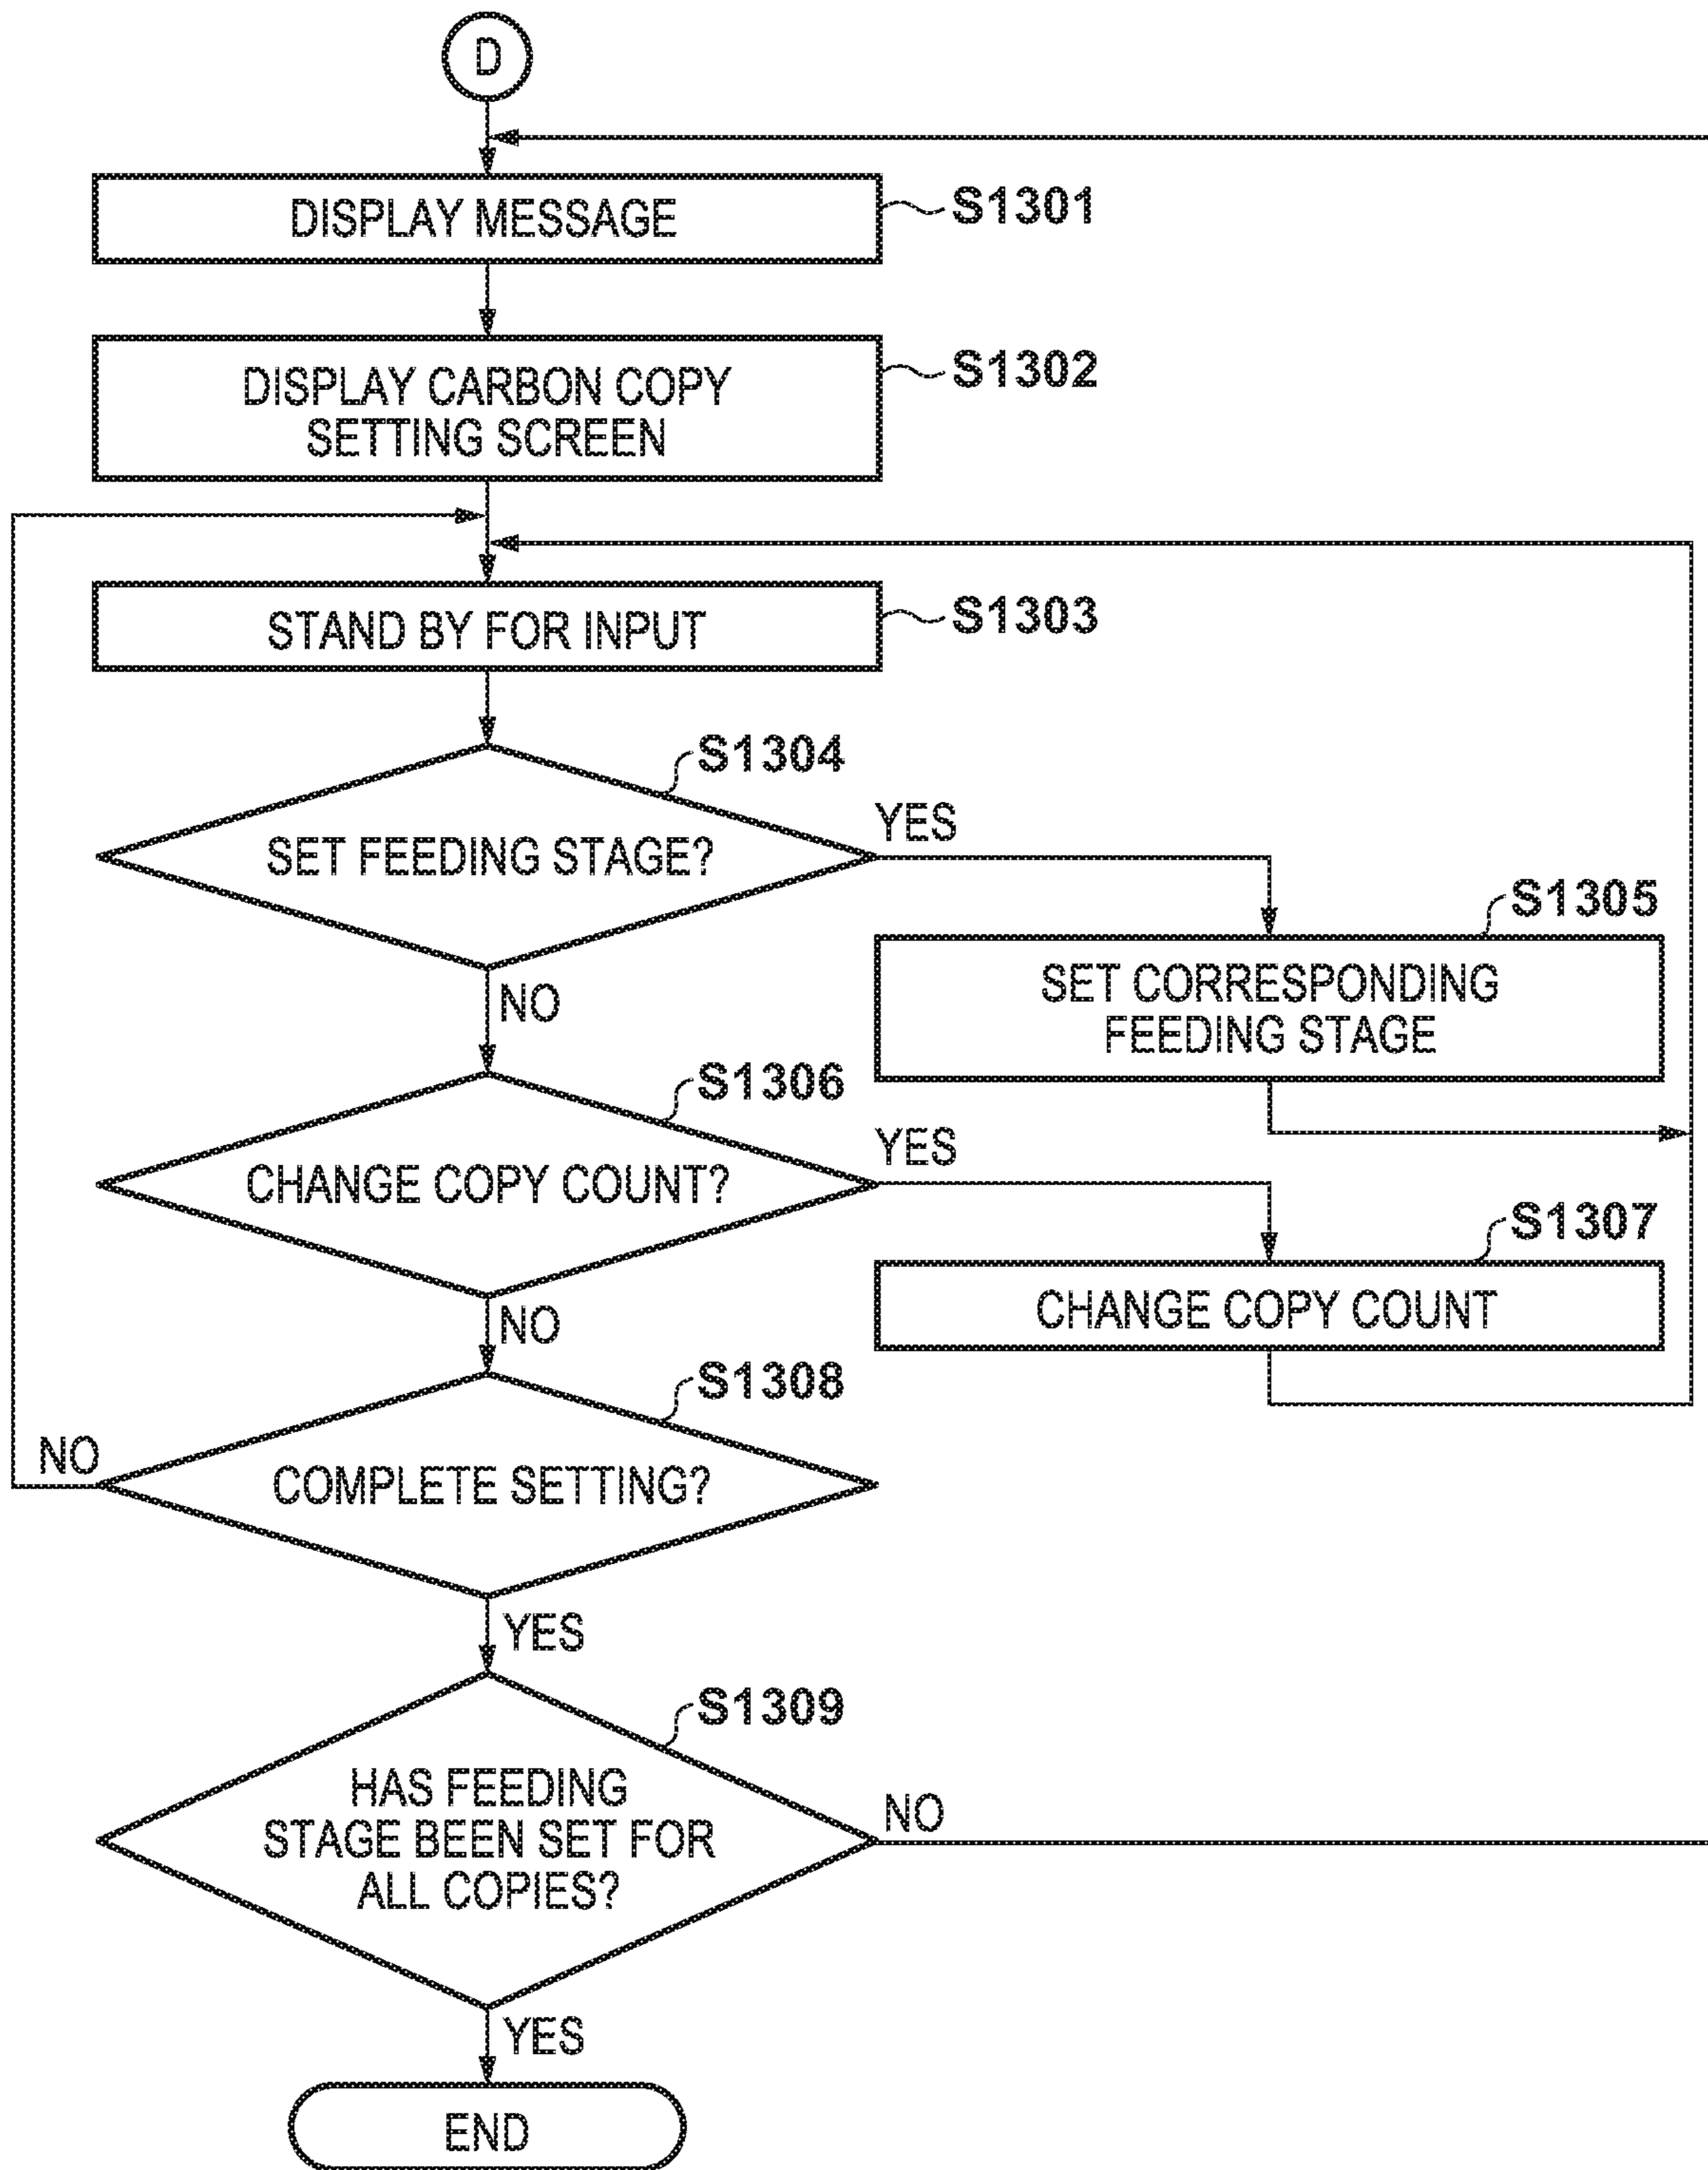 D
DISPLAY MESSAGE
S1301
DISPLAY CARBON COPY
SETTING SCREEN
S1302
STAND BY FOR INPUT
S1303
S1304
SET FEEDING STAGE?
YES
NO
S1305
SET CORRESPONDING
FEEDING STAGE
S1306
CHANGE COPY COUNT?
YES
NO
S1307
CHANGE COPY COUNT
S1308
COMPLETE SETTING?
NO
YES
S1309
HAS FEEDING
STAGE BEEN SET FOR
ALL COPIES?
NO
YES
END